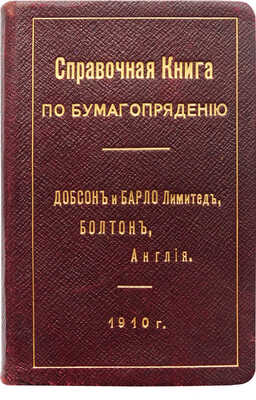 Справочная Книга
ПО БУМАГОПРЯДЕНІЮ
ДОБСОНЪ и БАРЛО Лимитедъ,
БОЛТОНЪ,
Англія.
1910 г.